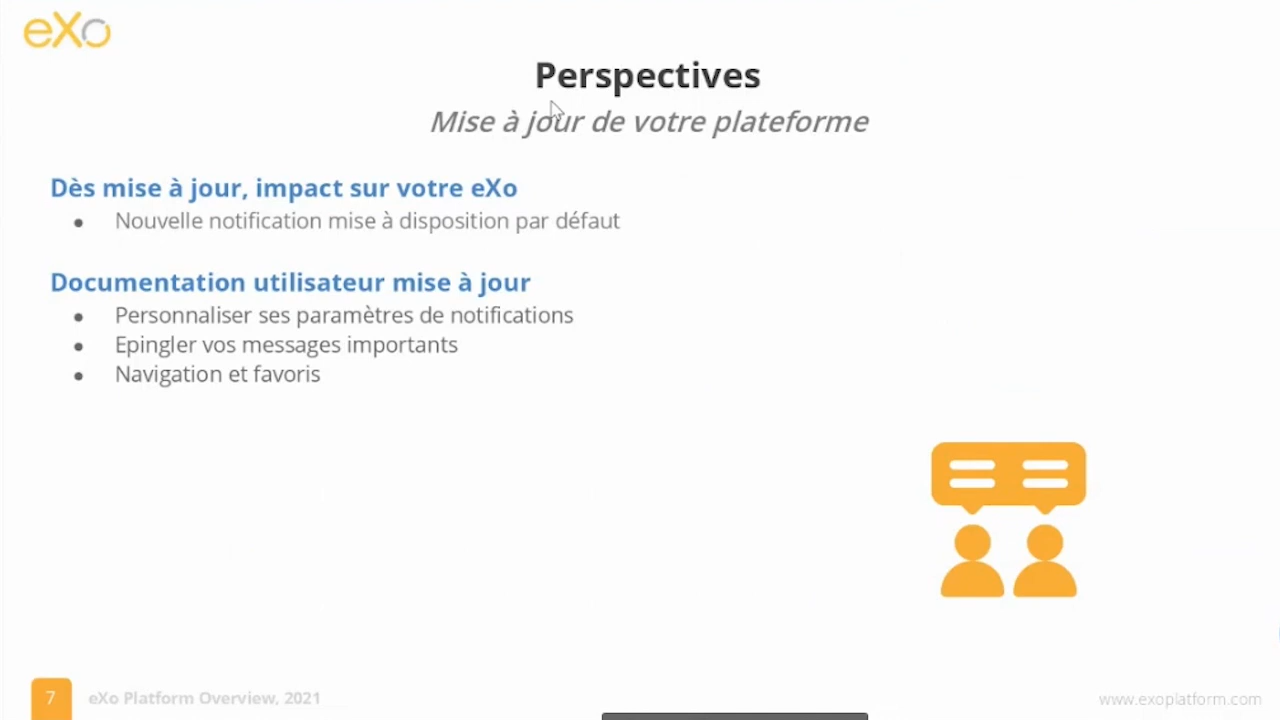 eXo
Perspectives
Mise à jour de votre plateforme
Dès mise à jour, impact sur votre eXo
● Nouvelle notification mise à disposition par défaut
Documentation utilisateur mise à jour
● Personnaliser ses paramètres de notifications
● Epingler vos messages importants
● Navigation et favoris
7 eXo Platform Overview, 2021
www.exoplatform.com